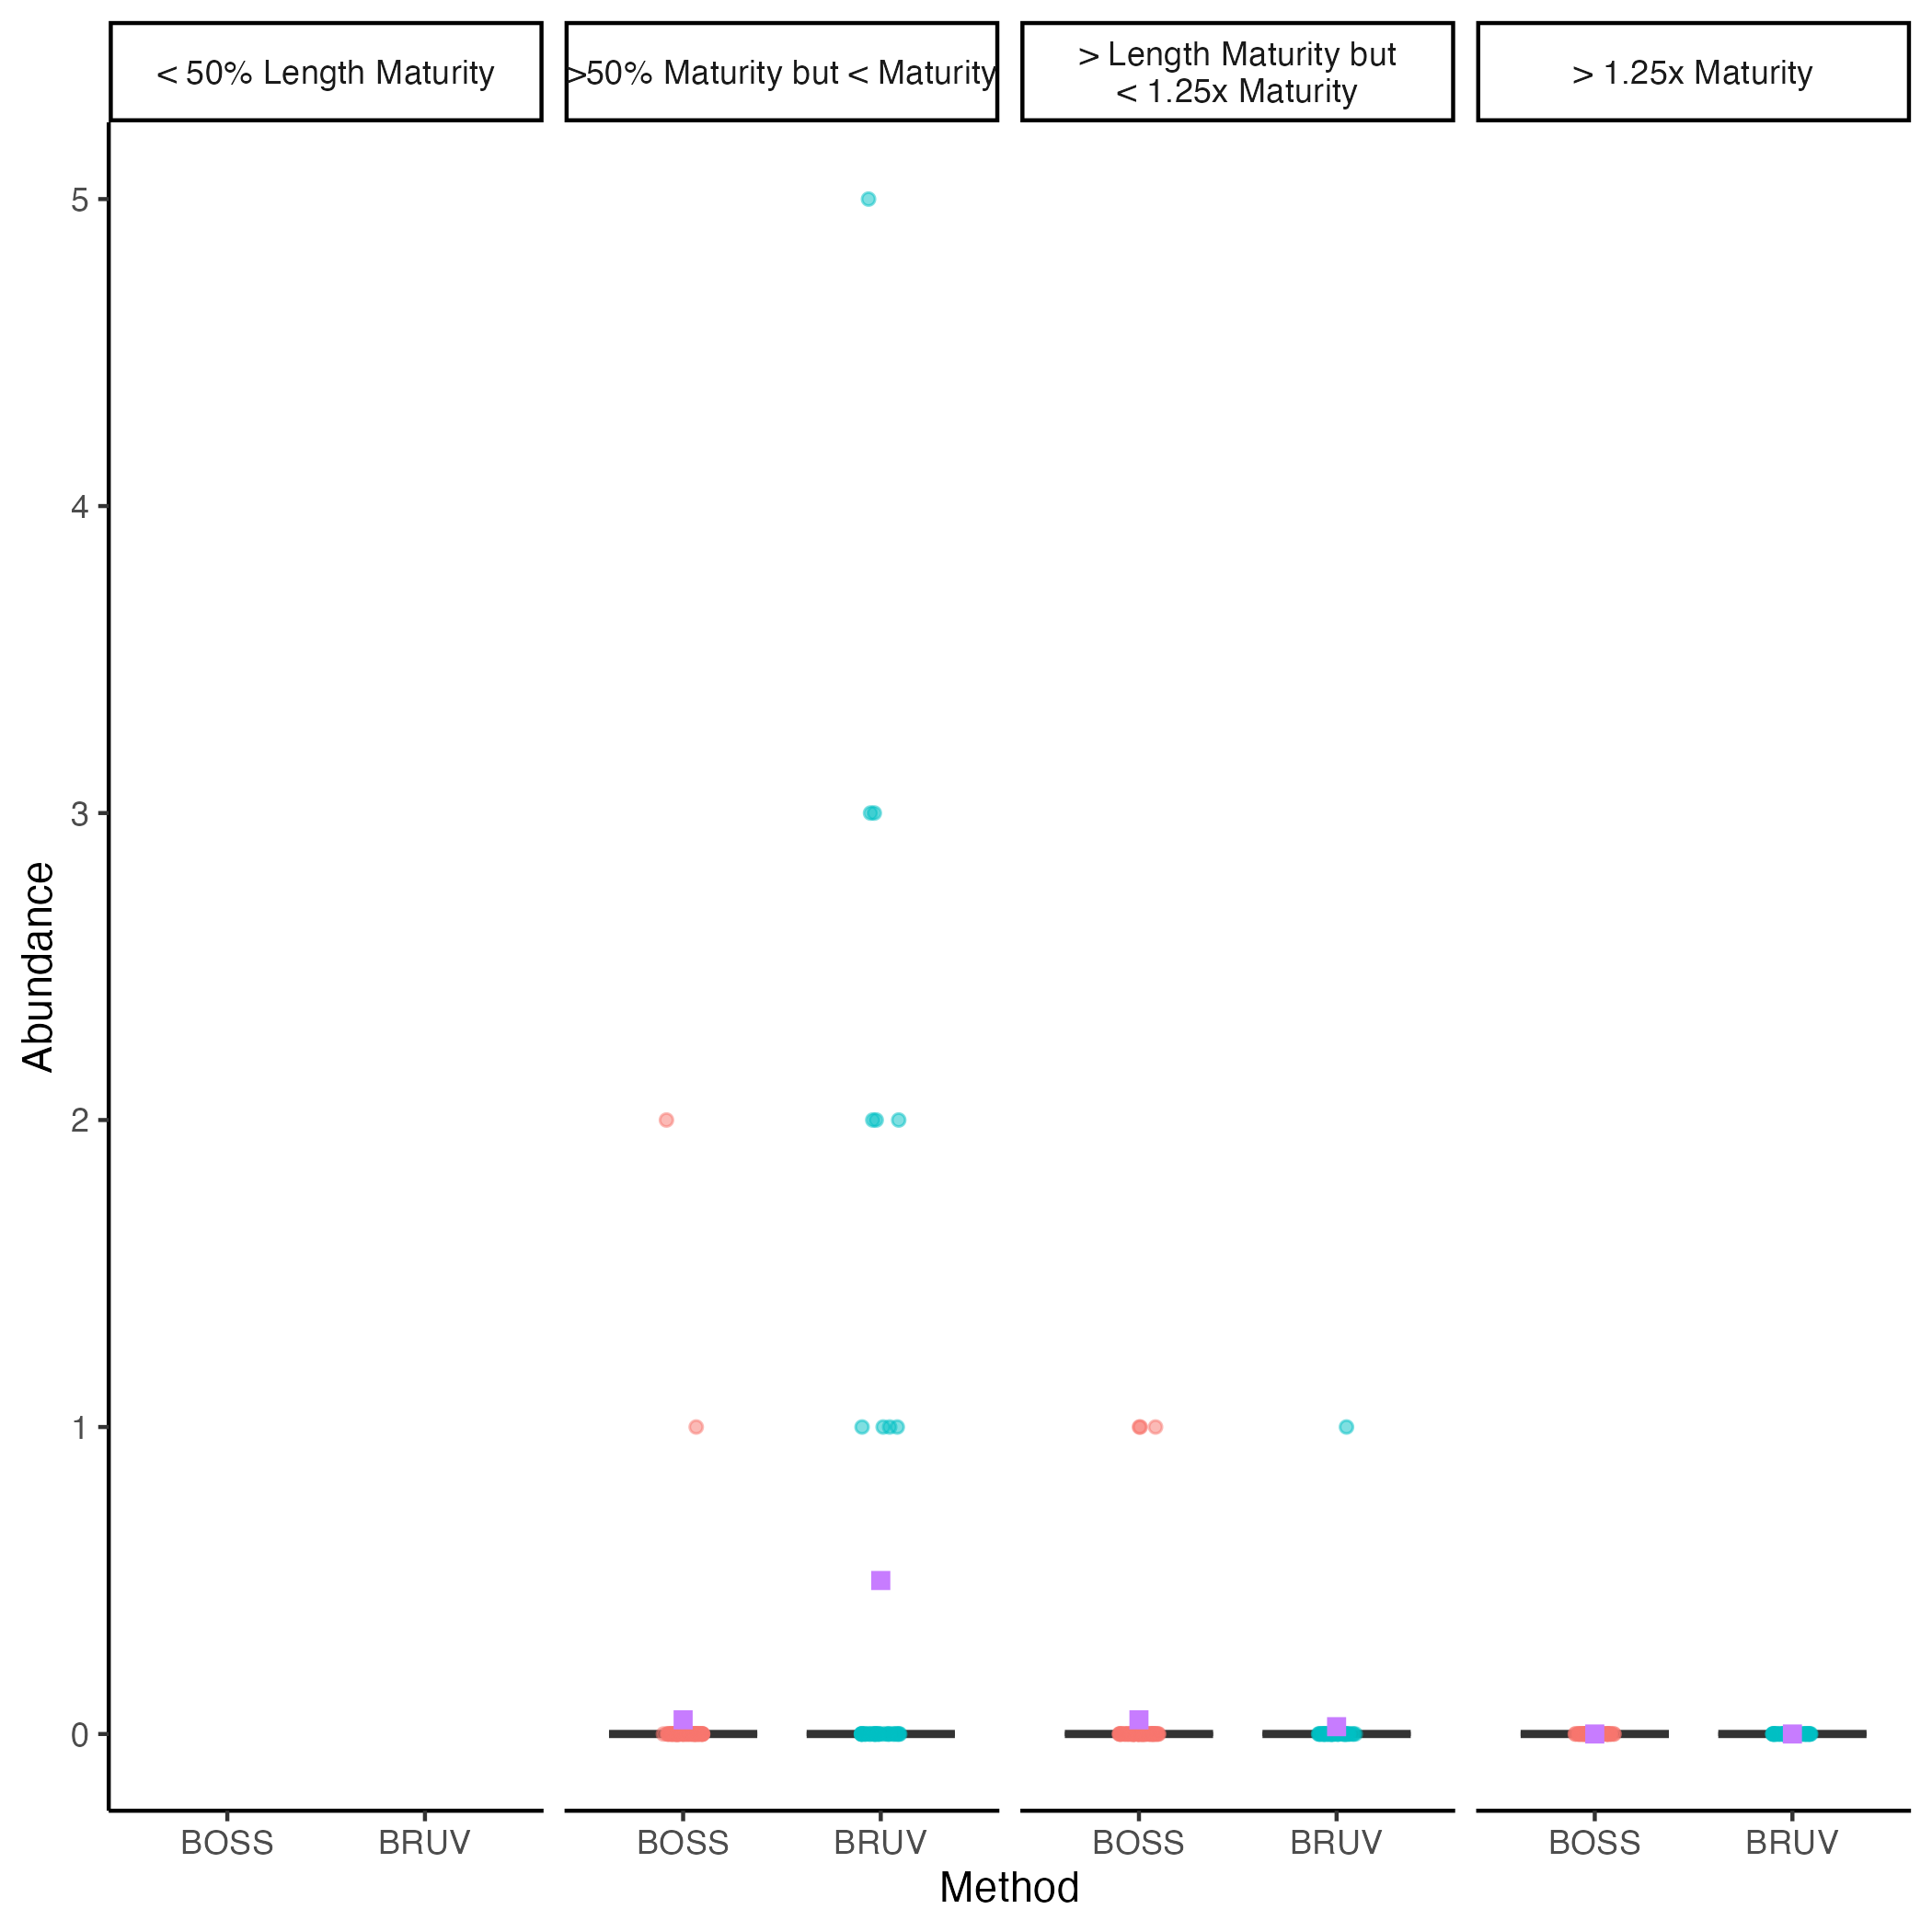 < 50% Length Maturity
>50% Maturity but < Maturity
> Length Maturity but
< 1.25x Maturity
> 1.25x Maturity
Abundance
5
4
3
2
1
0
BOSS BRUV BOSS BRUV BOSS BRUV BOSS BRUV
Method